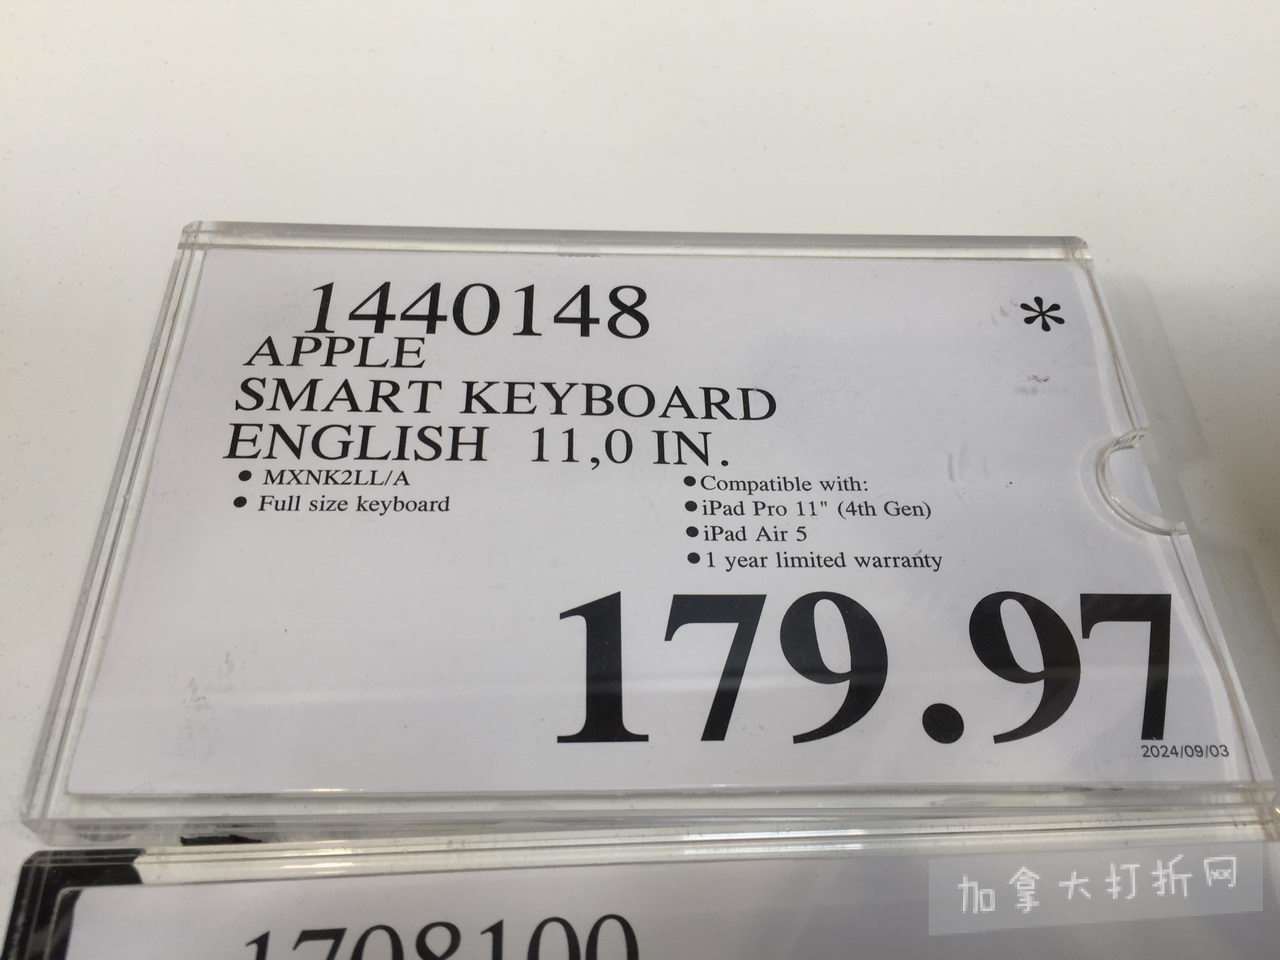 1440148
*
APPLE
SMART KEYBOARD
ENGLISH 11,0 IN.
● MXNK2LL/A
● Full size keyboard
● Compatible with:
● iPad Pro 11" (4th Gen)
● iPad Air 5
● 1 year limited warranty
179.97
2024/09/03
1708100
加拿大打折网